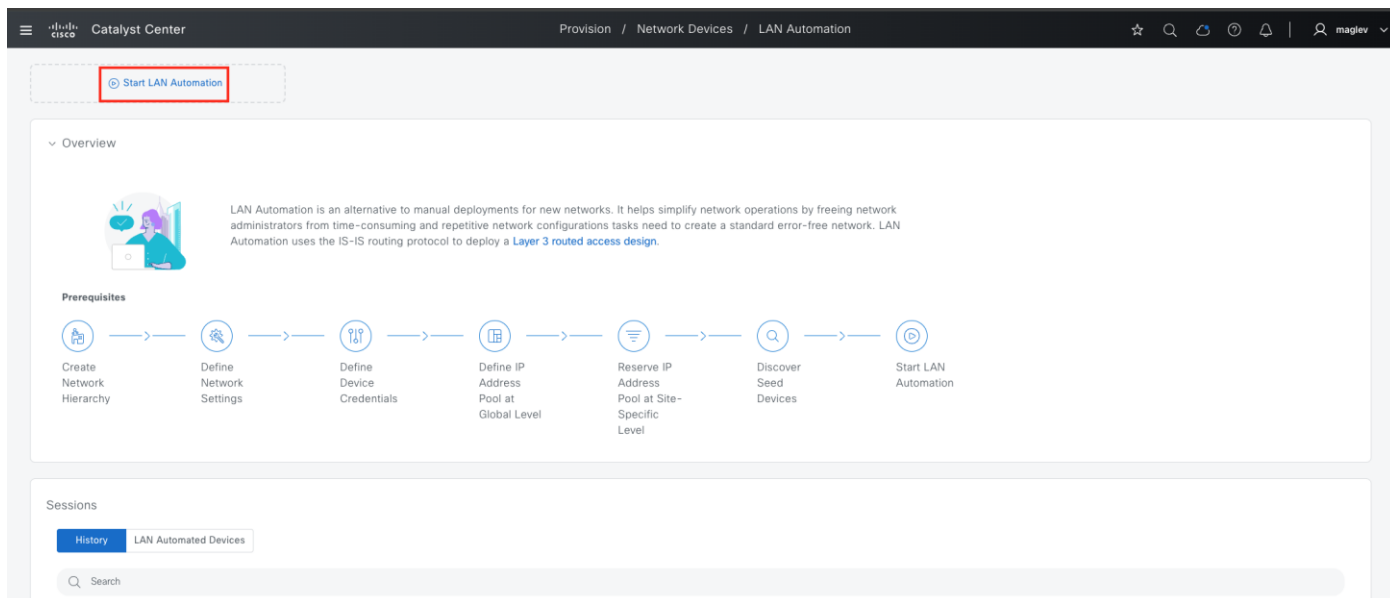 cisco Catalyst Center Provision / Network Devices / LAN Automation maglev
Start LAN Automation
Overview
LAN Automation is an alternative to manual deployments for new networks. It helps simplify network operations by freeing network
administrators from time-consuming and repetitive network configurations tasks need to create a standard error-free network. LAN
Automation uses the IS-IS routing protocol to deploy a Layer 3 routed access design.
Prerequisites
Create
Network
Hierarchy
Define
Network
Settings
Define
Device
Credentials
Define IP
Address
Pool at
Global Level
Reserve IP
Address
Pool at Site-
Specific
Level
Discover
Seed
Devices
Start LAN
Automation
Sessions
History LAN Automated Devices
Search